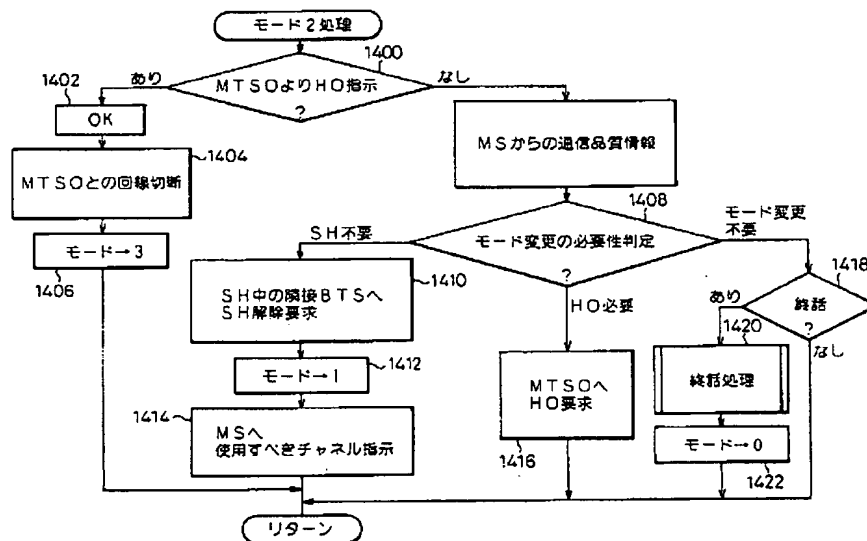 モード2処理
1400
MTSOよりHO指示
?
あり
なし
1402
OK
1404
MTSOとの回線切断
モード→3
1406
MSからの通信品質情報
1408
モード変更の必要性判定
?
SH不要
HO必要
モード変更
不要
1410
SH中の隣接BTSへ
SH解除要求
1412
モード→1
1414
MSへ
使用すべきチャネル指示
MTSOへ
HO要求
1416
1418
終話
?
あり
なし
1420
終話処理
モード→0
1422
リターン